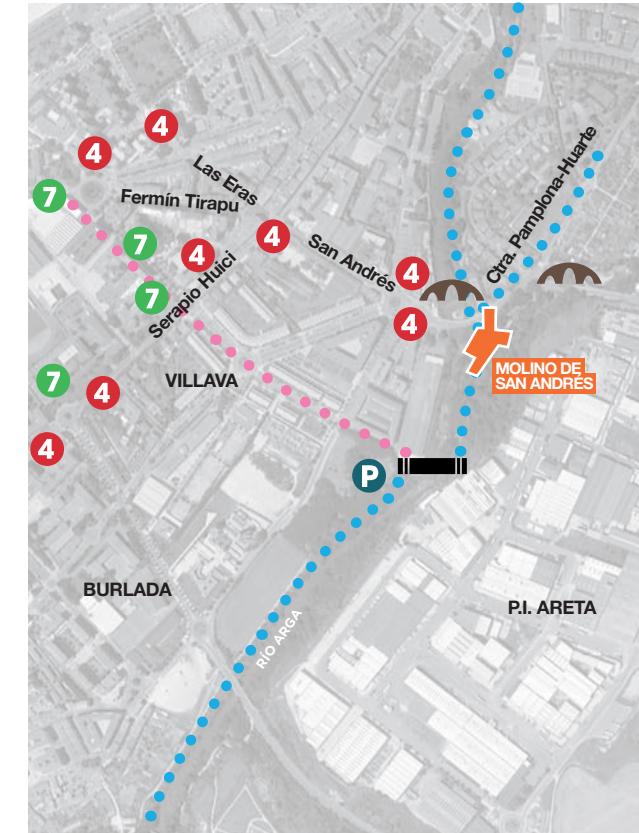 4
4
7
Las Eras
Fermín Tirapu
Ctra. Pamplona-Huarte
7
4
4
San Andrés
4
Serapio Huici
7
4
MOLINO DE
SAN ANDRÉS
VILLAVA
7
4
4
P
BURLADA
P.I. ARETA
RÍO ARGA